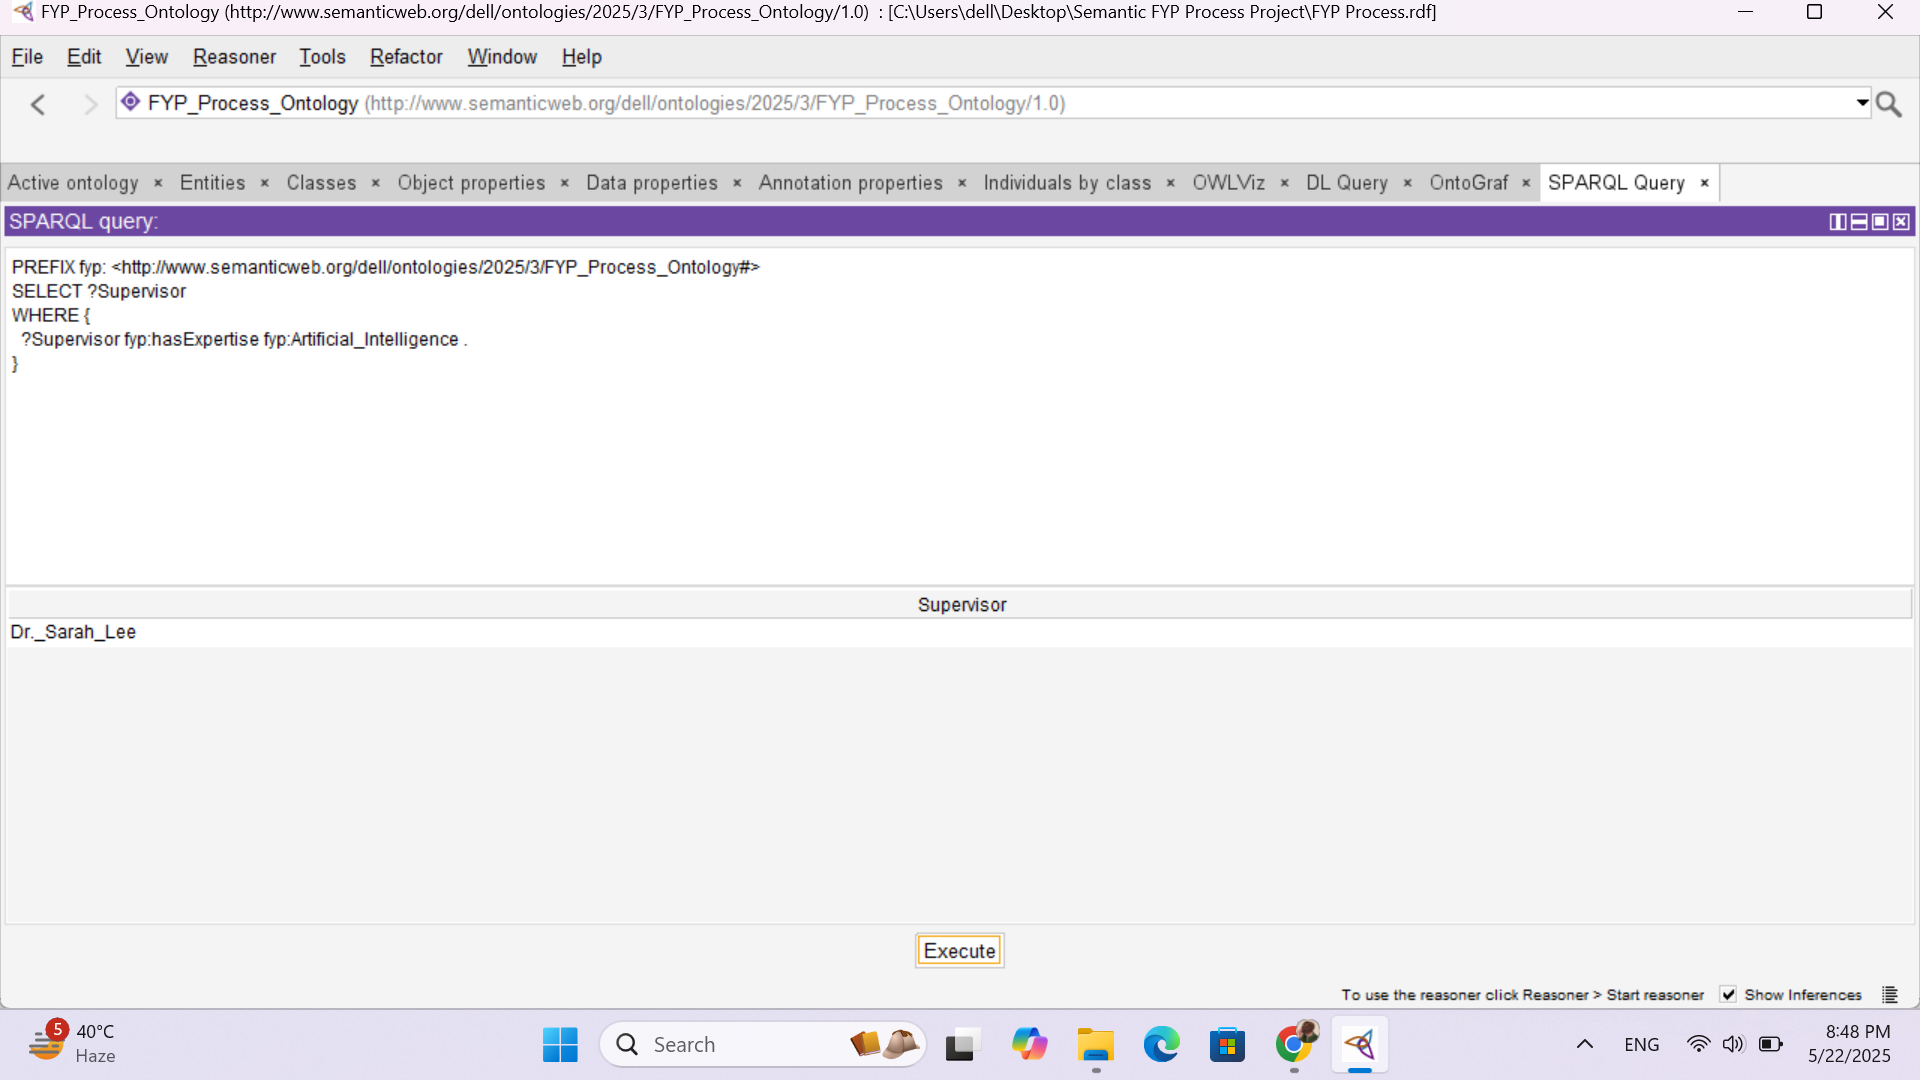 FYP_Process_Ontology (http://www.semanticweb.org/dell/ontologies/2025/3/FYP_Process_Ontology/1.0) : [C:\Users\dell\Desktop\Semantic FYP Process Project\FYP Process.rdf]
File Edit View Reasoner Tools Refactor Window Help
FYP_Process_Ontology (http://www.semanticweb.org/dell/ontologies/2025/3/FYP_Process_Ontology/1.0)
Active ontology × Entities × Classes × Object properties × Data properties × Annotation properties × Individuals by class × OWLViz × DL Query × OntoGraf × SPARQL Query ×
SPARQL query:
PREFIX fyp: <http://www.semanticweb.org/dell/ontologies/2025/3/FYP_Process_Ontology#>
SELECT ?Supervisor
WHERE {
?Supervisor fyp:hasExpertise fyp:Artificial_Intelligence .
}
Supervisor
Dr._Sarah_Lee
Execute
To use the reasoner click Reasoner > Start reasoner Show Inferences
5
40°C
Haze
Search
ENG
8:48 PM
5/22/2025